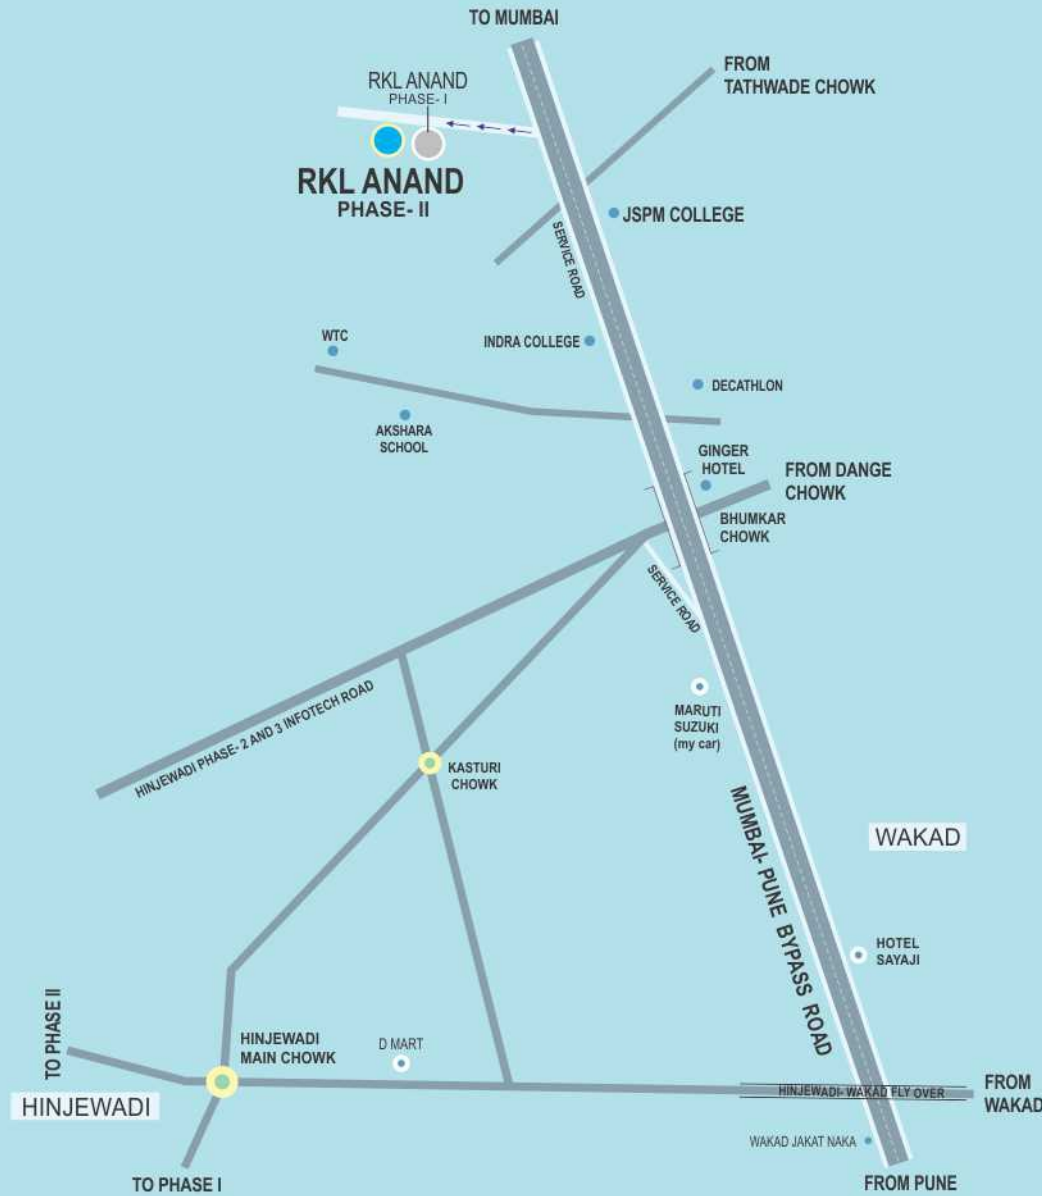 TO MUMBAI
FROM
TATHWADE CHOWK
RKL ANAND
PHASE- I
RKL ANAND
PHASE- II
JSPM COLLEGE
SERVICE ROAD
WTC
INDRA COLLEGE
DECATHLON
AKSHARA
SCHOOL
GINGER
HOTEL
FROM DANGE
CHOWK
BHUMKAR
CHOWK
SERVICE ROAD
HINJEWADI PHASE- 2 AND 3 INFOTECH ROAD
MARUTI
SUZUKI
(my car)
KASTURI
CHOWK
MUMBAI- PUNE BYPASS ROAD
WAKAD
HOTEL
SAYAJI
TO PHASE II
HINJEWADI
MAIN CHOWK
D MART
HINJEWADI
HINJEWADI- WAKAD FLY OVER
FROM
WAKAD
WAKAD JAKAT NAKA
TO PHASE I
FROM PUNE